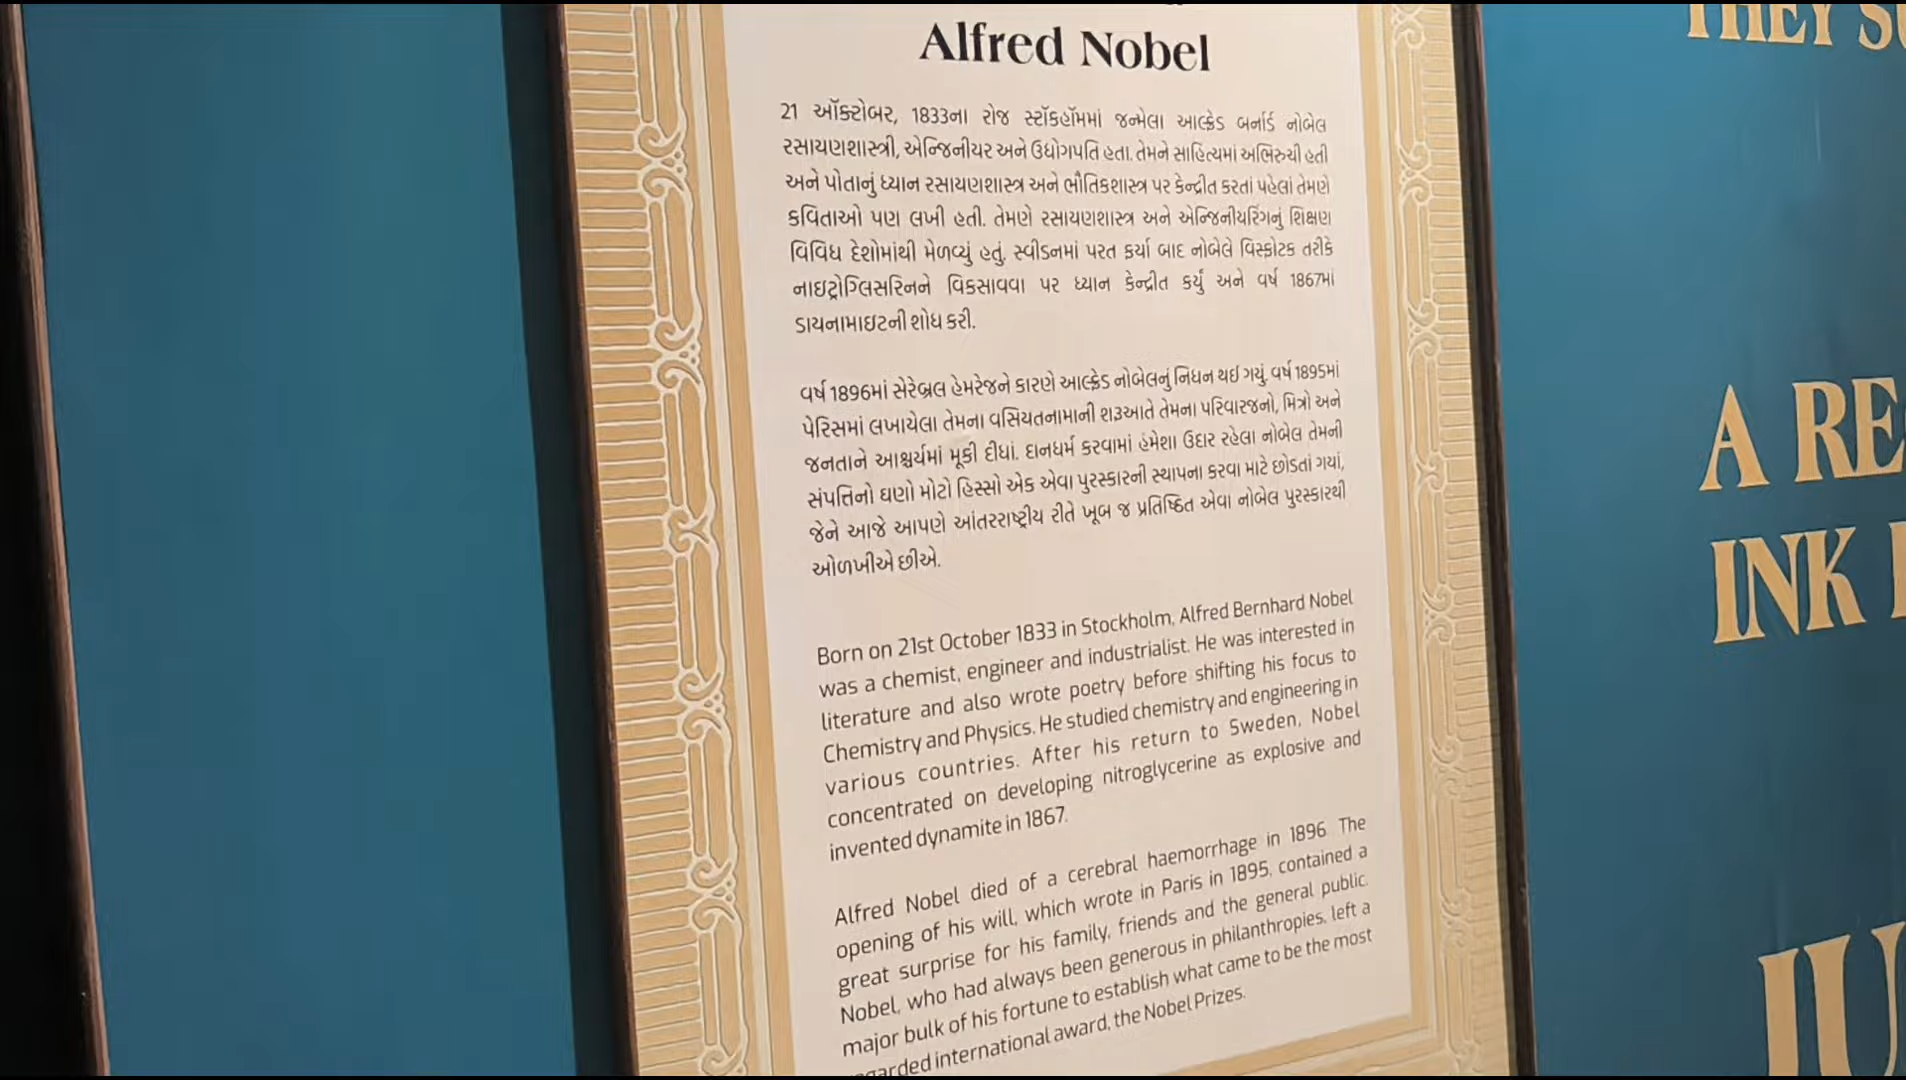 Alfred Nobel
21 ઑક્ટોબર, 1833ના રોજ સ્ટૉકહૉમમાં જન્મેલા આલ્ફ્રેડ બર્નાર્ડ નોબેલ
રસાયણશાસ્ત્રી, એન્જિનીયર અને ઉદ્યોગપતિ હતા. તેમને સાહિત્યમાં અભિરુચી હતી
અને પોતાનું ધ્યાન રસાયણશાસ્ત્ર અને ભૌતિકશાસ્ત્ર પર કેન્દ્રીત કરતાં પહેલાં તેમણે
કવિતાઓ પણ લખી હતી. તેમણે રસાયણશાસ્ત્ર અને એન્જિનીયરિંગનું શિક્ષણ
વિવિધ દેશોમાંથી મેળવ્યું હતું. સ્વીડનમાં પરત ફર્યા બાદ નોબેલે વિસ્ફોટક તરીકે
નાઇટ્રોગ્લિસરિનને વિકસાવવા પર ધ્યાન કેન્દ્રીત કર્યું અને વર્ષ 1867માં
ડાયનામાઇટની શોધ કરી.
વર્ષ 1896માં સેરેબ્રલ હેમરેજને કારણે આલ્ફ્રેડ નોબેલનું નિધન થઈ ગયું. વર્ષ 1895માં
પેરિસમાં લખાયેલા તેમના વસિયતનામાની શરૂઆતે તેમના પરિવારજનો, મિત્રો અને
જનતાને આશ્ચર્યમાં મૂકી દીધાં. દાનધર્મ કરવામાં હંમેશા ઉદાર રહેલા નોબેલ તેમની
સંપત્તિનો ઘણો મોટો હિસ્સો એક એવા પુરસ્કારની સ્થાપના કરવા માટે છોડતાં ગયાં,
જેને આજે આપણે આંતરરાષ્ટ્રીય રીતે ખૂબ જ પ્રતિષ્ઠિત એવા નોબેલ પુરસ્કારથી
ઓળખીએ છીએ.
Born on 21st October 1833 in Stockholm, Alfred Bernhard Nobel
was a chemist, engineer and industrialist. He was interested in
literature and also wrote poetry before shifting his focus to
Chemistry and Physics. He studied chemistry and engineering in
various countries. After his return to Sweden, Nobel
concentrated on developing nitroglycerine as explosive and
invented dynamite in 1867.
Alfred Nobel died of a cerebral haemorrhage in 1896. The
opening of his will, which wrote in Paris in 1895, contained a
great surprise for his family, friends and the general public.
Nobel, who had always been generous in philanthropies, left a
major bulk of his fortune to establish what came to be the most
international award, the Nobel Prizes.
THEY
A
INK